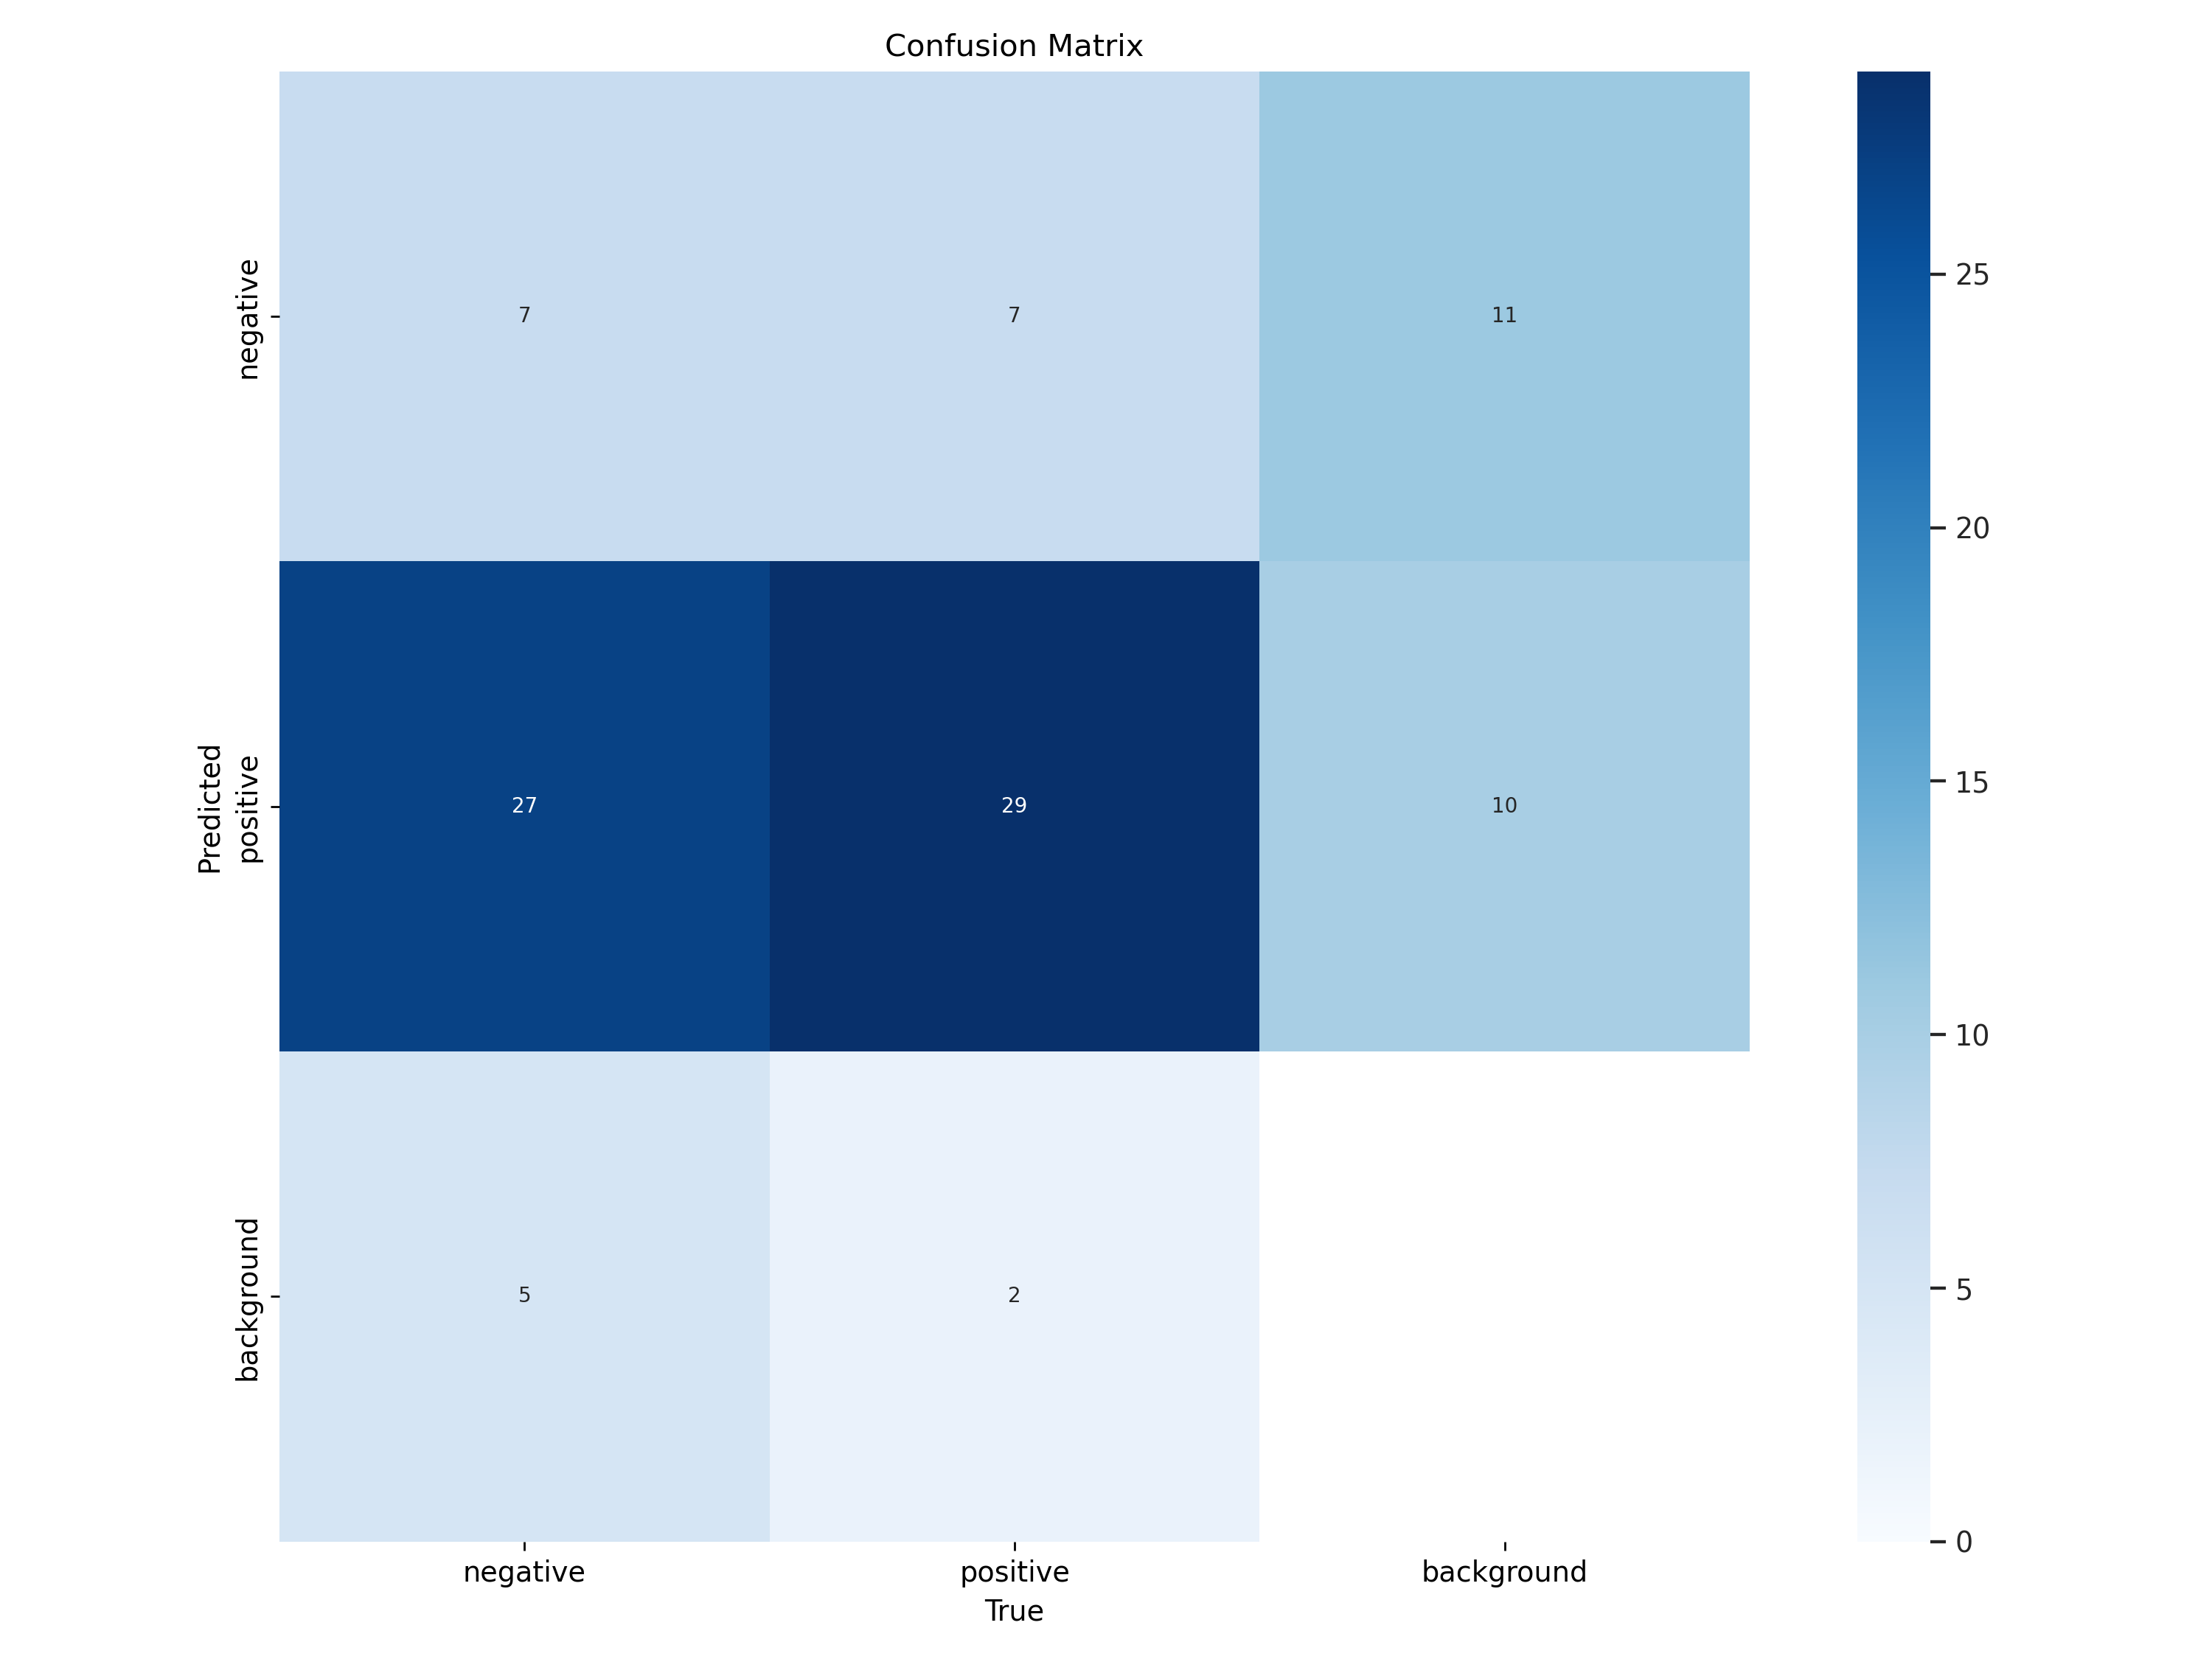 Confusion Matrix
negative
7
7
11
25
20
Predicted
positive
27
29
10
15
10
background
5
2
5
0
negative
positive
background
True